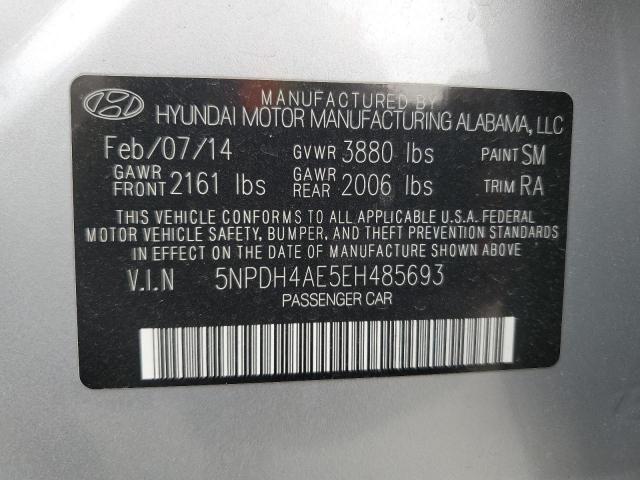 MANUFACTURED BY
HYUNDAI MOTOR MANUFACTURING ALABAMA, LLC
Feb/07/14 GVWR 3880 lbs PAINT SM
GAWR FRONT 2161 lbs GAWR REAR 2006 lbs TRIM RA
THIS VEHICLE CONFORMS TO ALL APPLICABLE U.S.A. FEDERAL
MOTOR VEHICLE SAFETY, BUMPER, AND THEFT PREVENTION STANDARDS
IN EFFECT ON THE DATE OF MANUFACTURE SHOWN ABOVE.
V.I.N 5NPDH4AE5EH485693
PASSENGER CAR